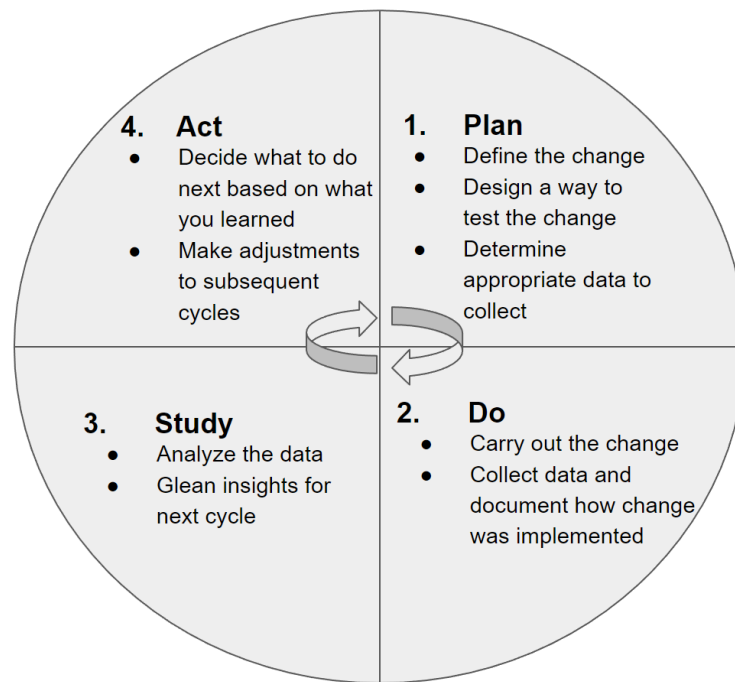 1. Plan
● Define the change
● Design a way to
test the change
● Determine
appropriate data to
collect
2. Do
● Carry out the change
● Collect data and
document how change
was implemented
3. Study
● Analyze the data
● Glean insights for
next cycle
4. Act
● Decide what to do
next based on what
you learned
● Make adjustments
to subsequent
cycles